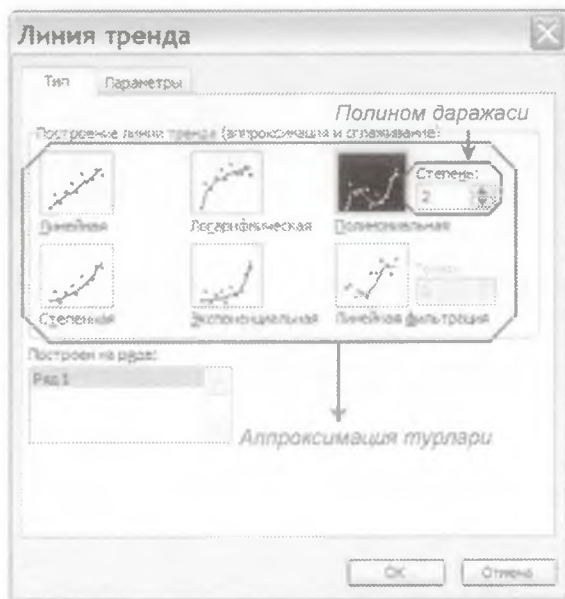 Линия тренда
Тип Параметры
Полином даражаси
Построение линии тренда (аппроксимация и сглаживание)
Степень:
2
Линейная Логарифмическая Полиномиальная
Степенная Экспоненциальная Линейная фильтрация
Построен на ряде:
Ряд 1
Аппроксимация турлари
ОК Отмена